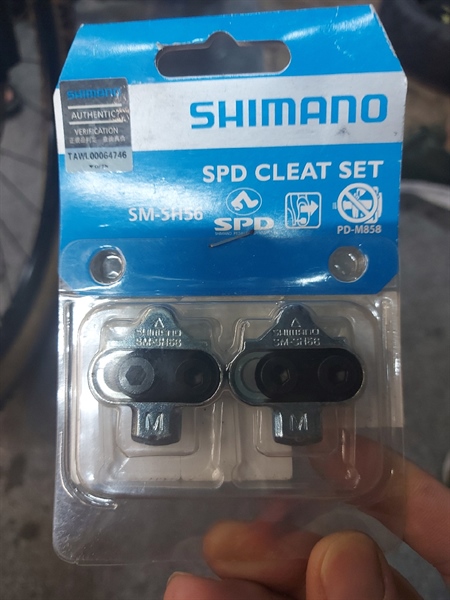 SHIMANO
AUTHENTIC
VERIFICATION
TAWL00064746
SHIMANO
SPD CLEAT SET
SM-SH56
SPD
PD-M858
SHIMANO
SM-SH56
M
SHIMANO
SM-SH56
M